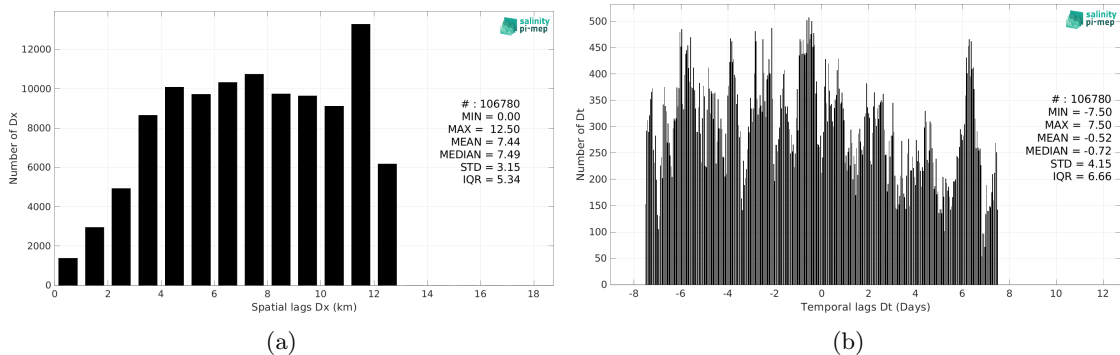 salinity
pi-mep
12000
10000
8000
6000
4000
2000
0
Number of Dx
# : 106780
MIN = 0.00
MAX = 12.50
MEAN = 7.44
MEDIAN = 7.49
STD = 3.15
IQR = 5.34
0 2 4 6 8 10 12 14 16 18
Spatial lags Dx (km)
(a)
salinity
pi-mep
500
450
400
350
300
250
200
150
100
50
0
Number of Dt
# : 106780
MIN = -7.50
MAX = 7.50
MEAN = -0.52
MEDIAN = -0.72
STD = 4.15
IQR = 6.66
-8 -6 -4 -2 0 2 4 6 8 10 12
Temporal lags Dt (Days)
(b)